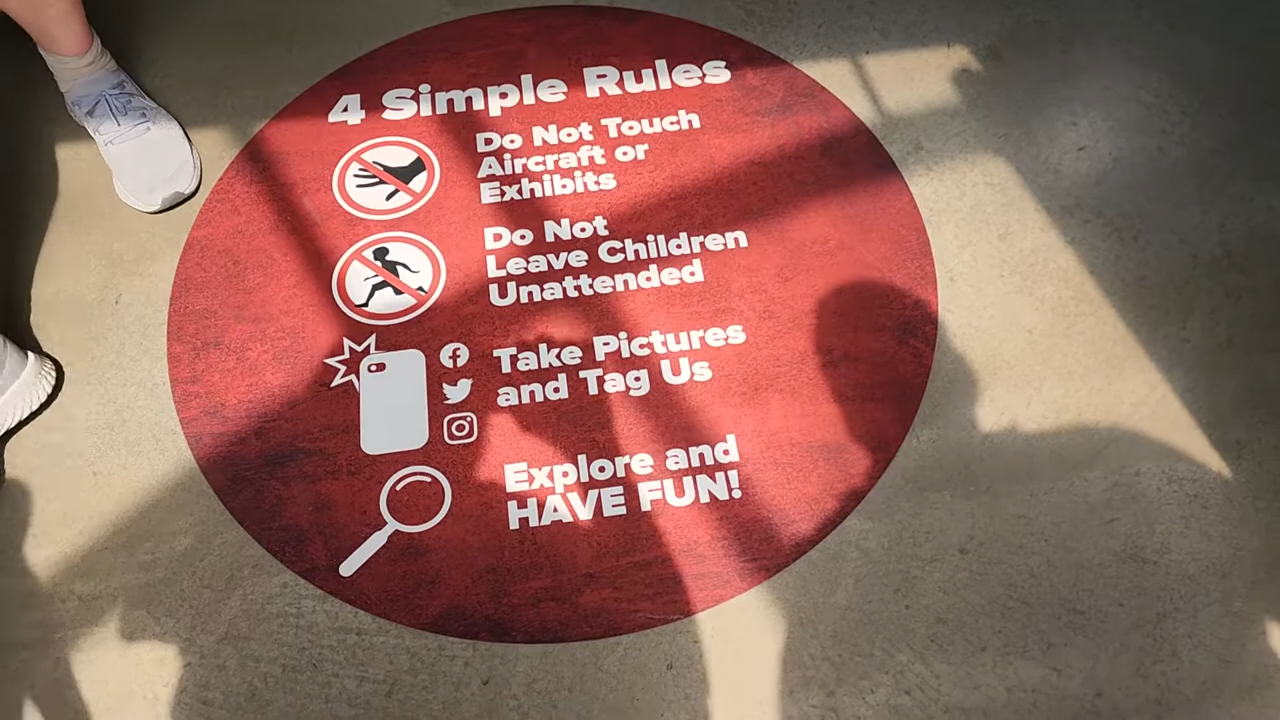 4 Simple Rules
Do Not Touch
Aircraft or
Exhibits
Do Not
Leave Children
Unattended
Take Pictures
and Tag Us
Explore and
HAVE FUN!